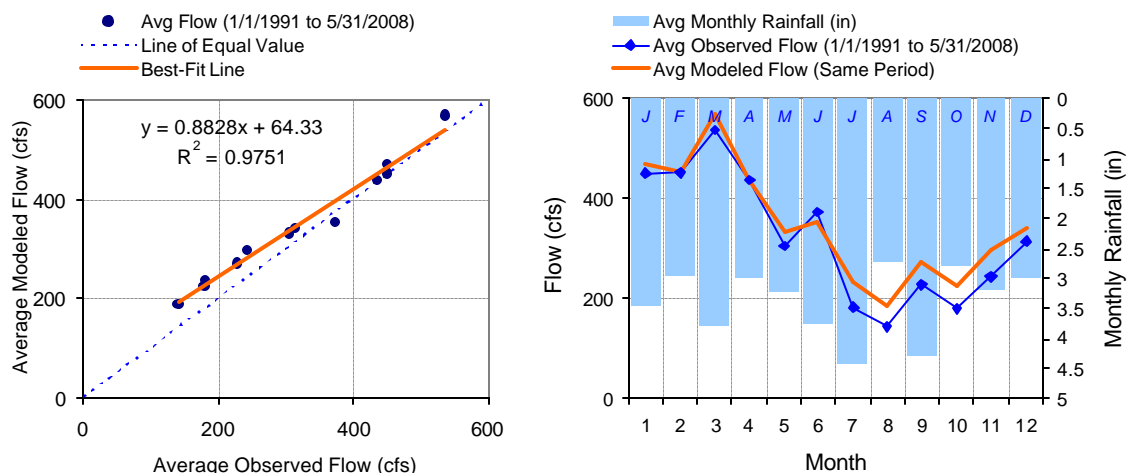 Avg Flow (1/1/1991 to 5/31/2008)
Line of Equal Value
Best-Fit Line
y = 0.8828x + 64.33
R2 = 0.9751
Average Modeled Flow (cfs)
600
400
200
0
0 200 400 600
Average Observed Flow (cfs)
Avg Monthly Rainfall (in)
Avg Observed Flow (1/1/1991 to 5/31/2008)
Avg Modeled Flow (Same Period)
J F M A M J J A S O N D
Flow (cfs)
600
400
200
0
0
0.5
1
1.5
2
2.5
3
3.5
4
4.5
5
Monthly Rainfall (in)
1 2 3 4 5 6 7 8 9 10 11 12
Month